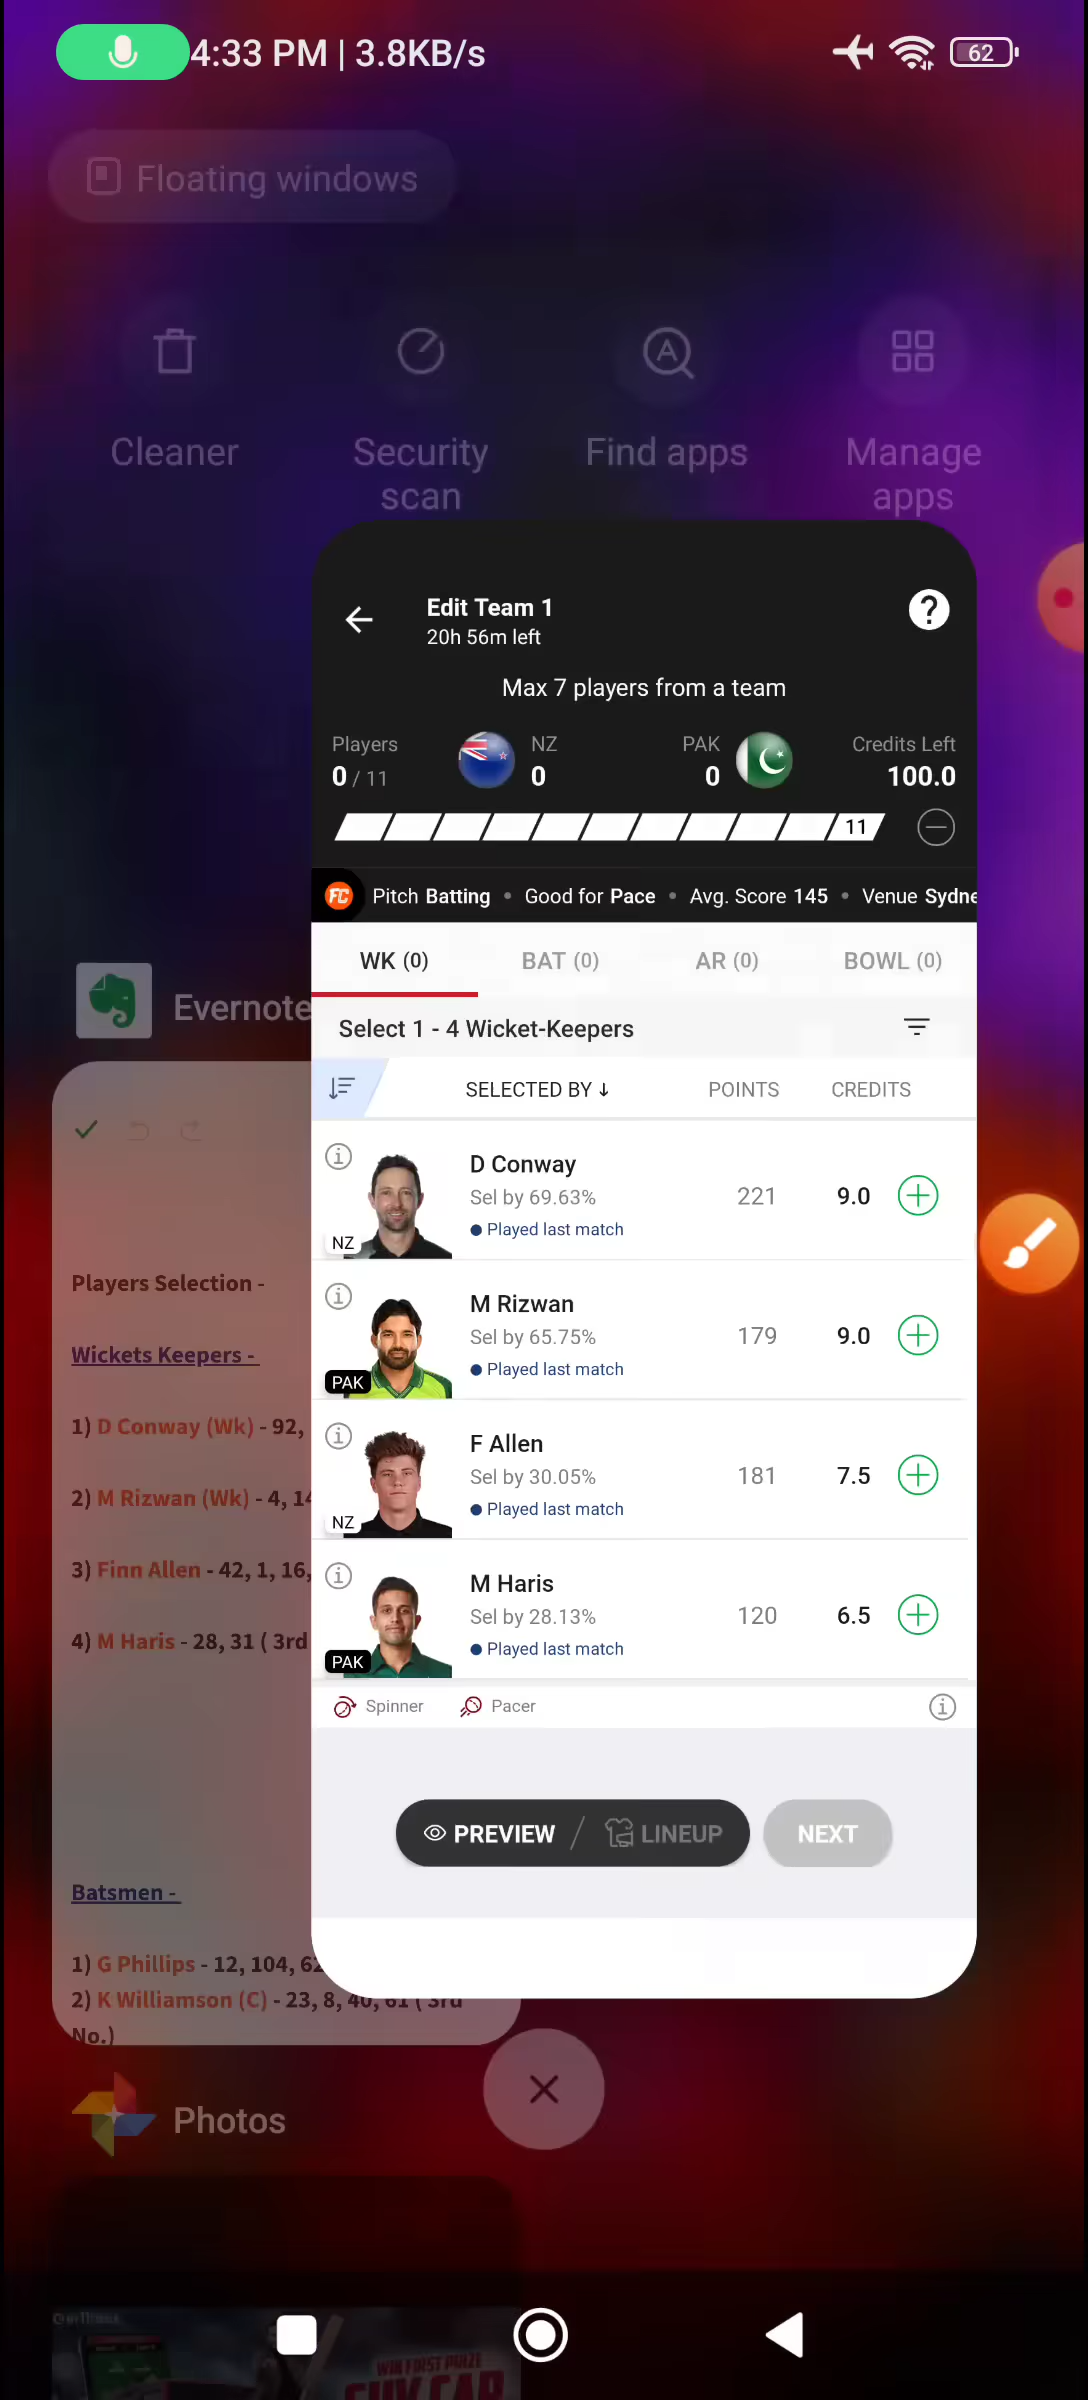 4:33 PM | 3.8KB/s
62
Floating windows
Cleaner
Security scan
Find apps
Manage apps
Edit Team 1
20h 56m left
?
Max 7 players from a team
Players
0 / 11
NZ
0
PAK
0
Credits Left
100.0
11
FC Pitch Batting • Good for Pace • Avg. Score 145 • Venue Sydne
WK (0) BAT (0) AR (0) BOWL (0)
Select 1 - 4 Wicket-Keepers
SELECTED BY ↓ POINTS CREDITS
D Conway
Sel by 69.63% 221 9.0
Played last match
NZ
M Rizwan
Sel by 65.75% 179 9.0
Played last match
PAK
F Allen
Sel by 30.05% 181 7.5
Played last match
NZ
M Haris
Sel by 28.13% 120 6.5
Played last match
PAK
Spinner Pacer
PREVIEW / LINEUP NEXT
Evernote
Players Selection -
Wickets Keepers -
1) D Conway (Wk) - 92,
2) M Rizwan (Wk) - 4, 14
3) Finn Allen - 42, 1, 16,
4) M Haris - 28, 31 ( 3rd
Batsmen -
1) G Phillips - 12, 104, 62
2) K Williamson (C) - 23, 8, 40, 61 ( 3rd
No.)
Photos
WIN FIRST PRIZE
CAR